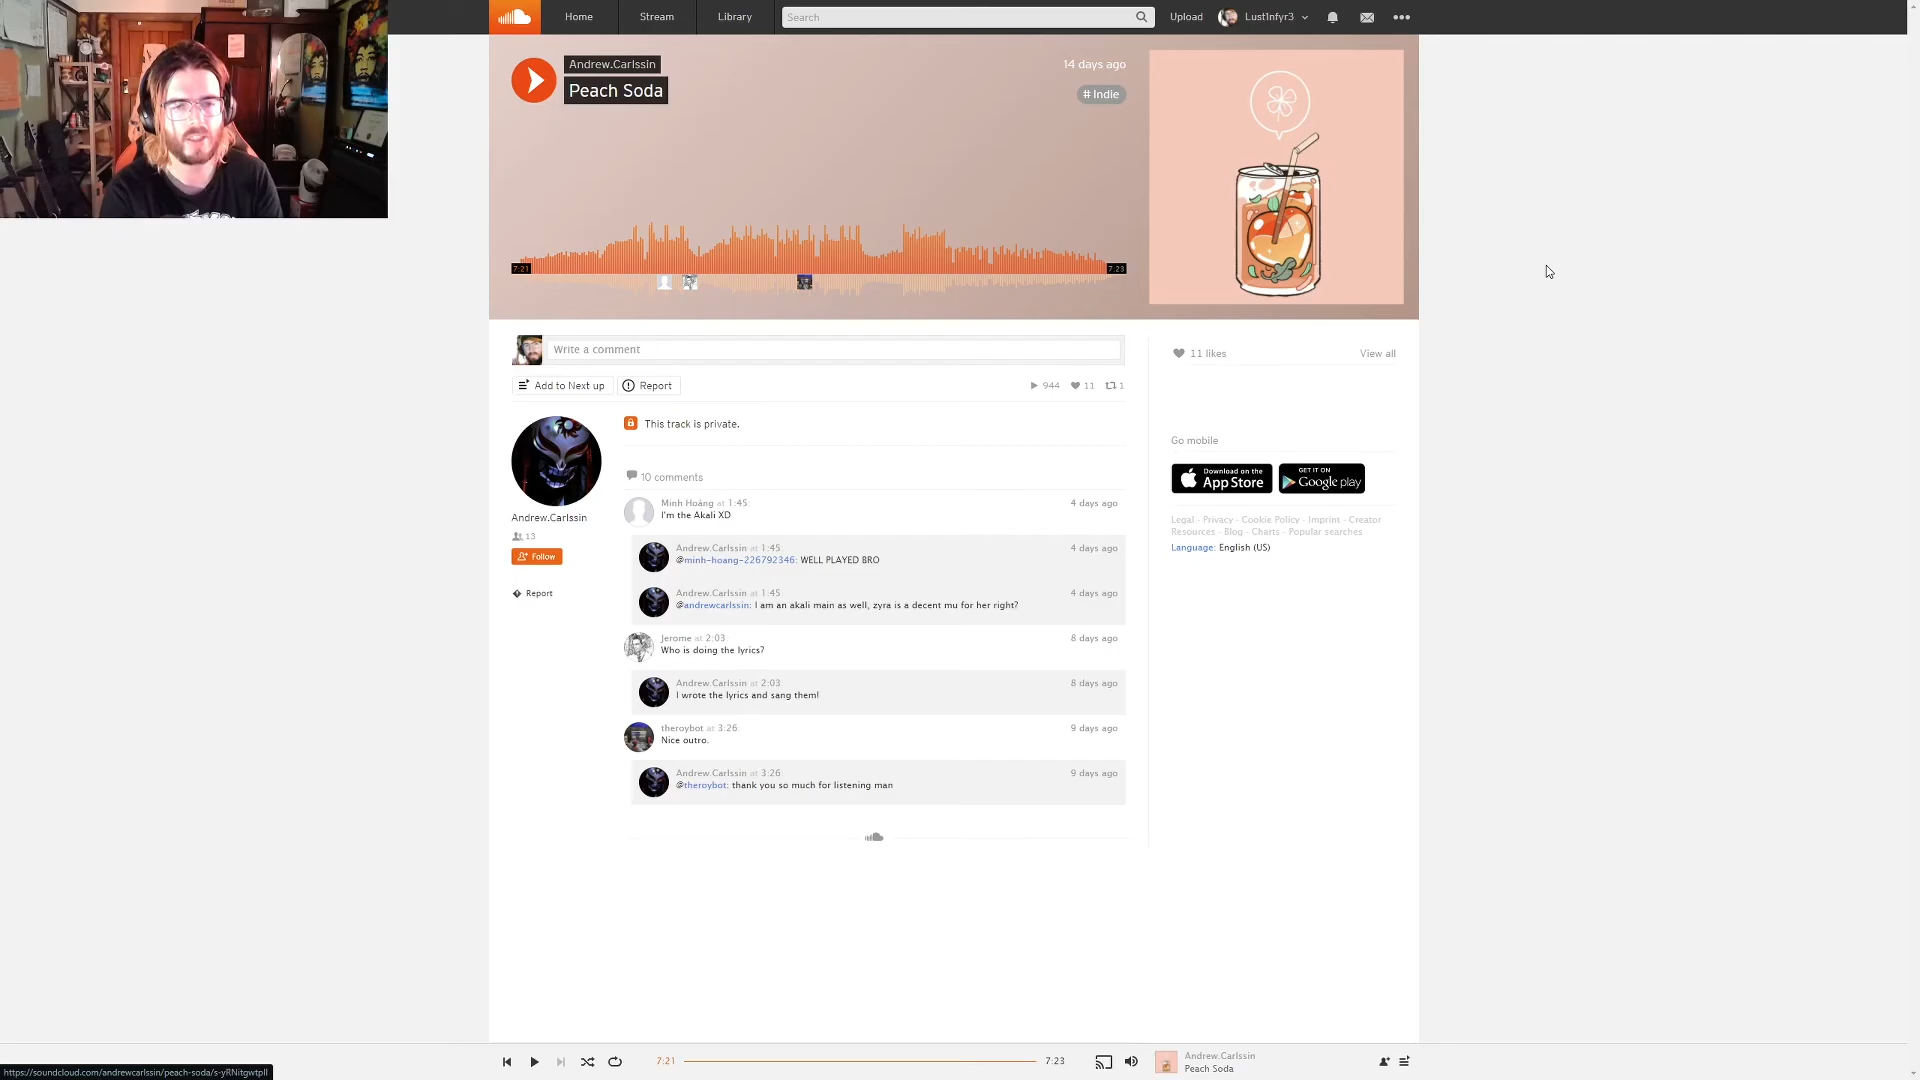 Home
Stream
Library
Search
Upload
Lust1nfyr3
Andrew.Carlssin
Peach Soda
14 days ago
# Indie
7:21
7:23
Write a comment
Add to Next up
Report
944
11
1
11 likes
View all
This track is private.
Andrew.Carlssin
13
Follow
Report
10 comments
Minh Hoàng at 1:45
4 days ago
I'm the Akali XD
Andrew.Carlssin at 1:45
4 days ago
@minh-hoang-226792346: WELL PLAYED BRO
Andrew.Carlssin at 1:45
4 days ago
@andrewcarlssin: I am an akali main as well, zyra is a decent mu for her right?
Jerome at 2:03
8 days ago
Who is doing the lyrics?
Andrew.Carlssin at 2:03
8 days ago
I wrote the lyrics and sang them!
theroybot at 3:26
9 days ago
Nice outro.
Andrew.Carlssin at 3:26
9 days ago
@theroybot: thank you so much for listening man
Go mobile
Download on the
App Store
GET IT ON
Google play
Legal - Privacy - Cookie Policy - Imprint - Creator
Resources - Blog - Charts - Popular searches
Language: English (US)
7:21
7:23
Andrew.Carlssin
Peach Soda
https://soundcloud.com/andrewcarlssin/peach-soda/s-yRNitgwtpII